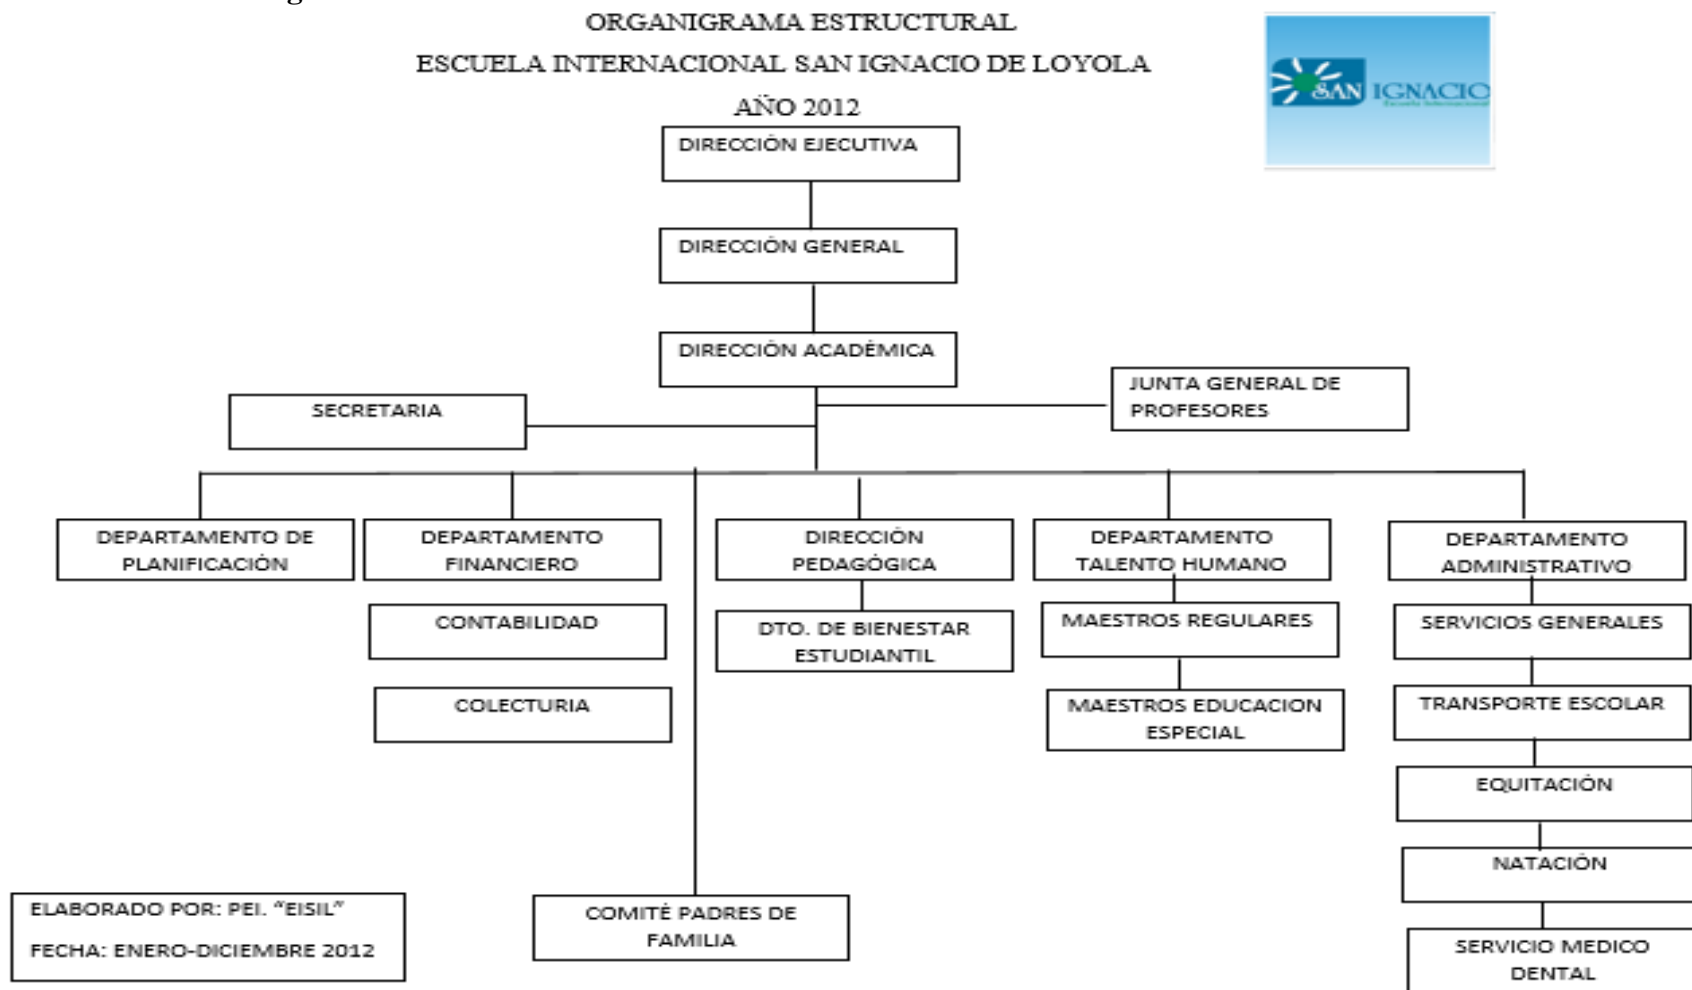 ORGANIGRAMA ESTRUCTURAL
ESCUELA INTERNACIONAL SAN IGNACIO DE LOYOLA
AÑO 2012
SAN IGNACIO
Escuela Internacional
DIRECCIÓN EJECUTIVA
DIRECCIÓN GENERAL
DIRECCIÓN ACADÉMICA
SECRETARIA
JUNTA GENERAL DE
PROFESORES
DEPARTAMENTO DE
PLANIFICACIÓN
DEPARTAMENTO
FINANCIERO
DIRECCIÓN
PEDAGÓGICA
DEPARTAMENTO
TALENTO HUMANO
DEPARTAMENTO
ADMINISTRATIVO
CONTABILIDAD
DTO. DE BIENESTAR
ESTUDIANTIL
MAESTROS REGULARES
SERVICIOS GENERALES
COLECTURIA
MAESTROS EDUCACION
ESPECIAL
TRANSPORTE ESCOLAR
EQUITACIÓN
NATACIÓN
SERVICIO MEDICO
DENTAL
COMITÉ PADRES DE
FAMILIA
ELABORADO POR: PEI. “EISIL”
FECHA: ENERO-DICIEMBRE 2012